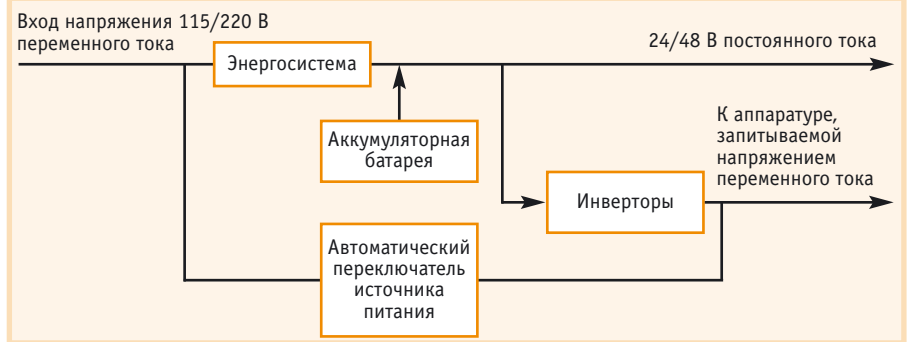 Вход напряжения 115/220 В
переменного тока
Энергосистема
24/48 В постоянного тока
Аккумуляторная
батарея
К аппаратуре,
запитываемой
напряжением
переменного тока
Инверторы
Автоматический
переключатель
источника
питания